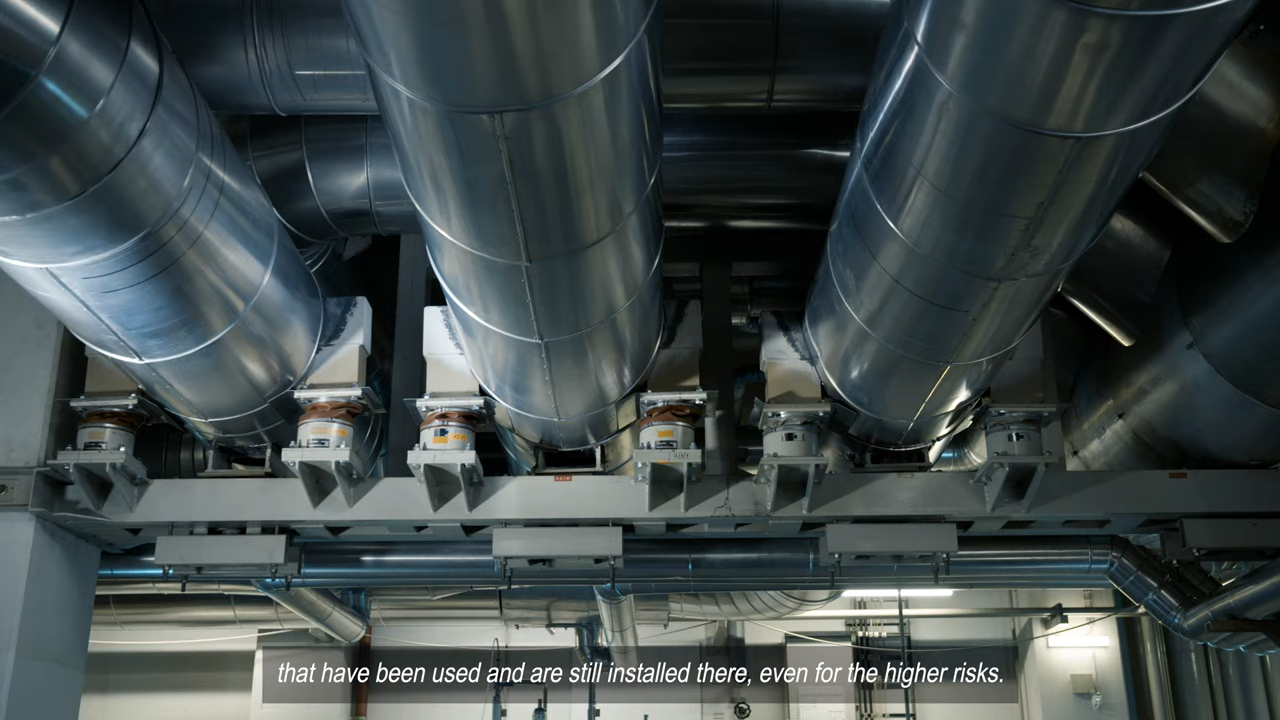 that have been used and are still installed there, even for the higher risks.